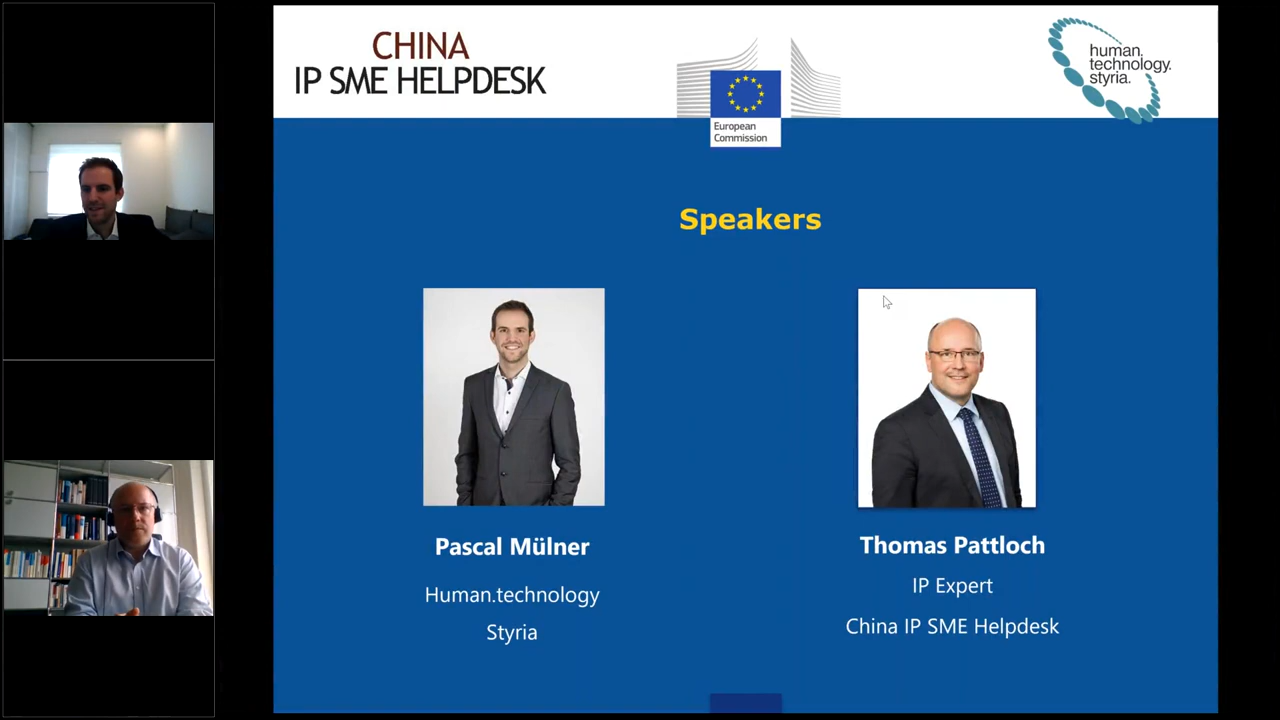 CHINA
IP SME HELPDESK
European
Commission
human.
technology.
styria.
Speakers
Pascal Mülner
Human.technology
Styria
Thomas Pattloch
IP Expert
China IP SME Helpdesk